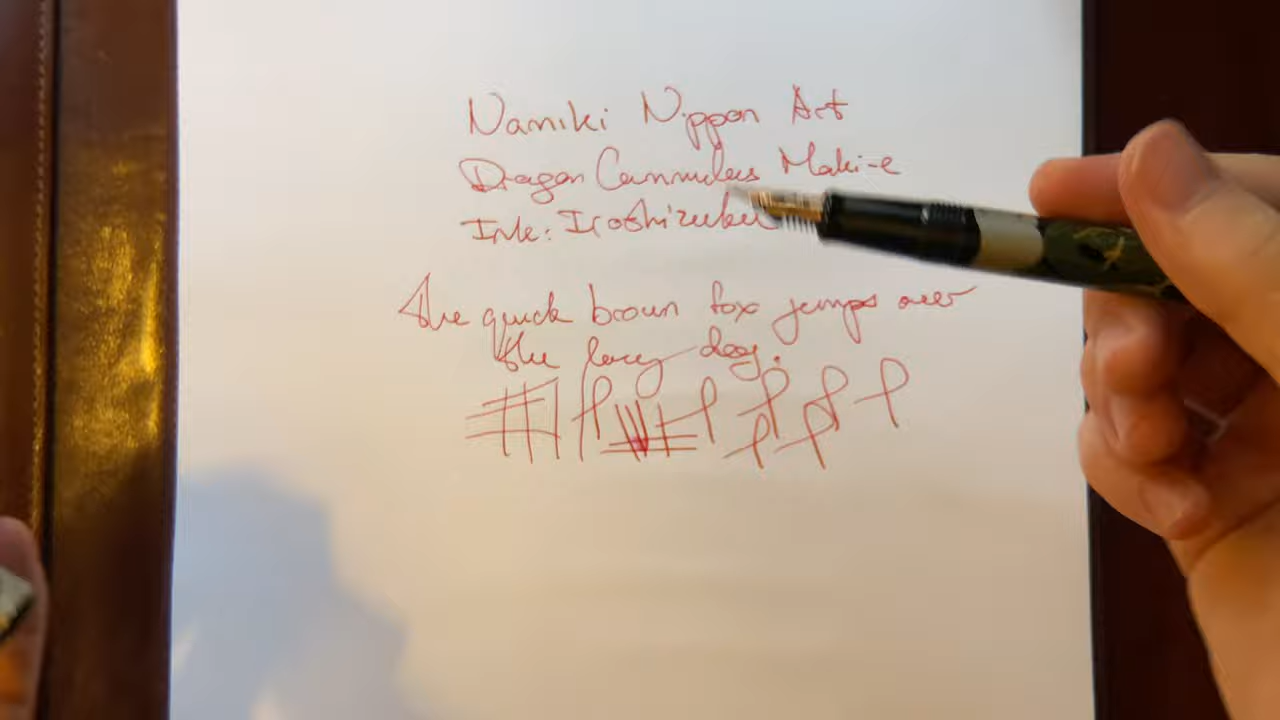 Namiki Nippon Art
Dragon Cumulus Maki-e
Ink: Iroshizuku
The quick brown fox jumps over
the lazy dog.